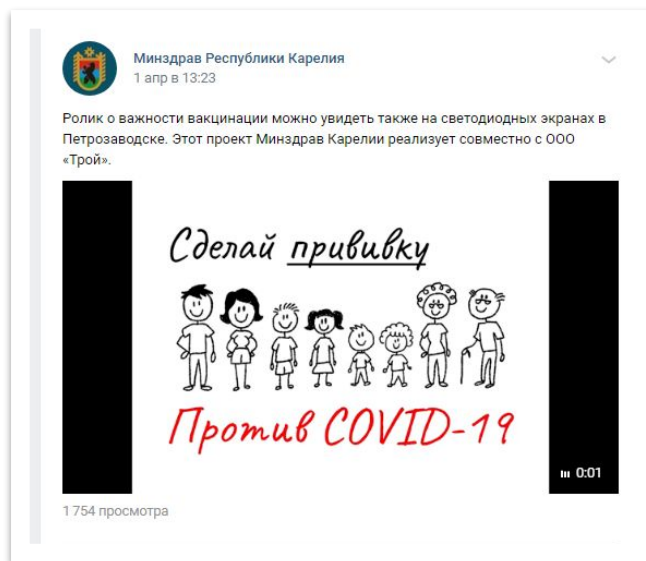 Минздрав Республики Карелия
1 апр в 13:23
Ролик о важности вакцинации можно увидеть также на светодиодных экранах в
Петрозаводске. Этот проект Минздрав Карелии реализует совместно с ООО
«Трой».
Сделай прививку
Против COVID-19
0:01
1 754 просмотра